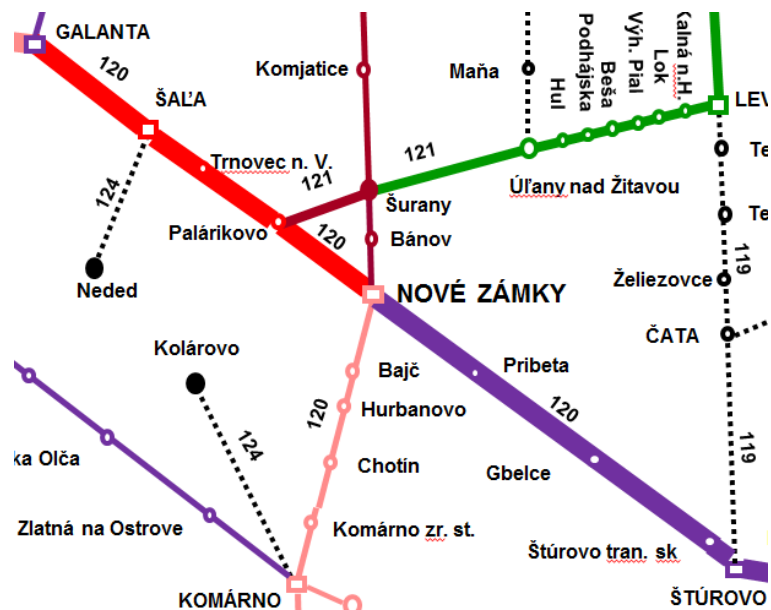 GALANTA
120
ŠAĽA
Komjatice
Maňa
Hul
Podhájska
Beša
Výh. Pial
Lok
Kalná n.H.
LEV
Trnovec n. V.
124
121
121
Úľany nad Žitavou
Šurany
Te
Palárikovo
120
Bánov
Te
Neded
NOVÉ ZÁMKY
119
Želiezovce
ČATA
Kolárovo
Bajč
Pribeta
120
Hurbanovo
120
124
119
ka Olča
Chotín
Gbelce
Zlatná na Ostrove
Komárno zr. st.
Štúrovo tran. sk
KOMÁRNO
ŠTÚROVO